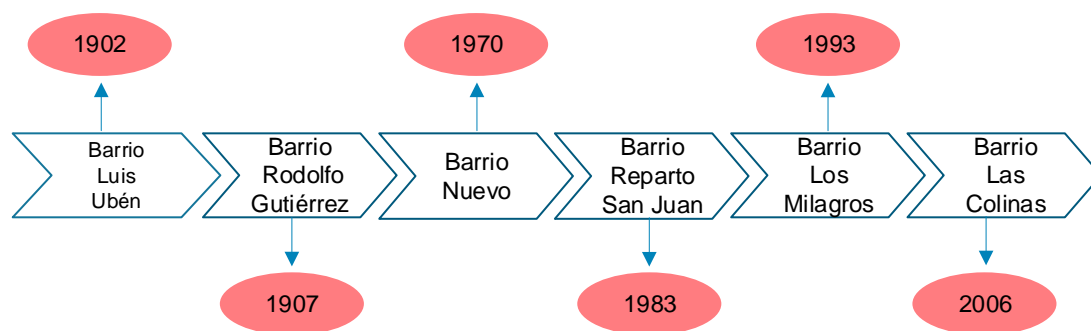 1902
1970
1993
Barrio
Luis
Ubén
Barrio
Rodolfo
Gutiérrez
Barrio
Nuevo
Barrio
Reparto
San Juan
Barrio
Los
Milagros
Barrio
Las
Colinas
1907
1983
2006